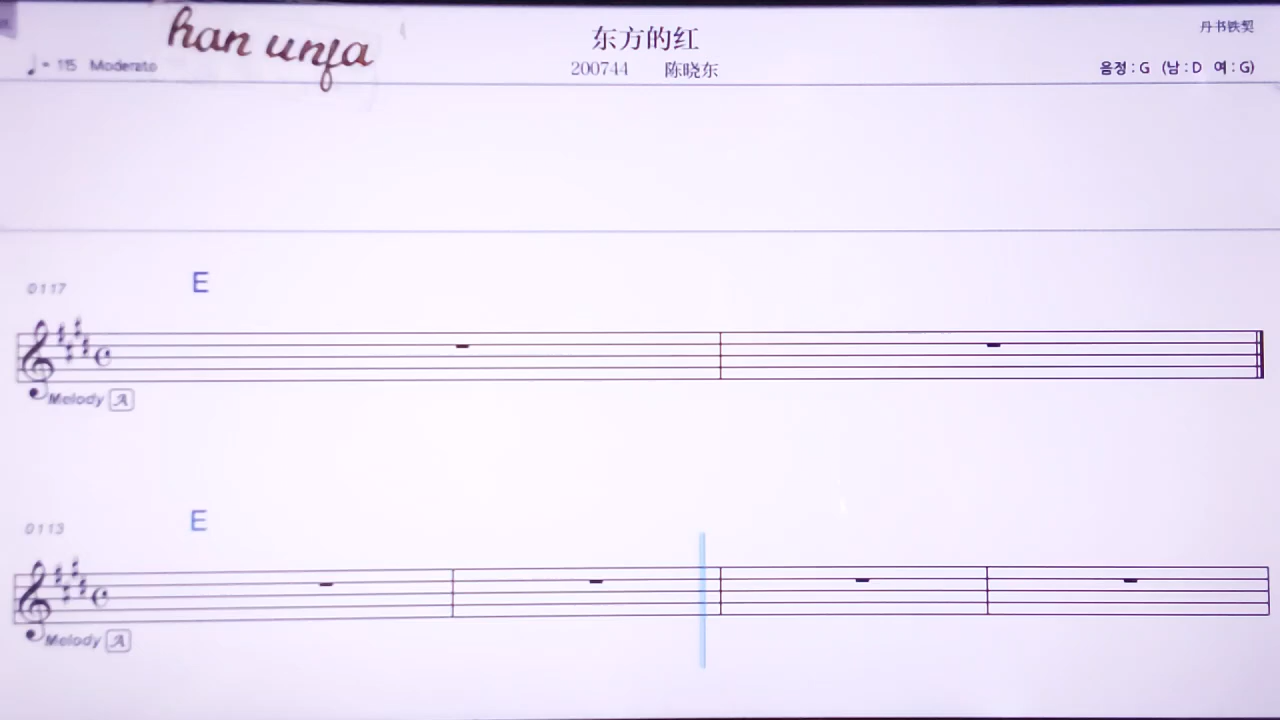 han unfa
东方的红
丹书铁契
♩ = 115 Moderato
200744 陈晓东
음정 : G (남 : D 여 : G)
0117
E
Melody A
0113
E
Melody A